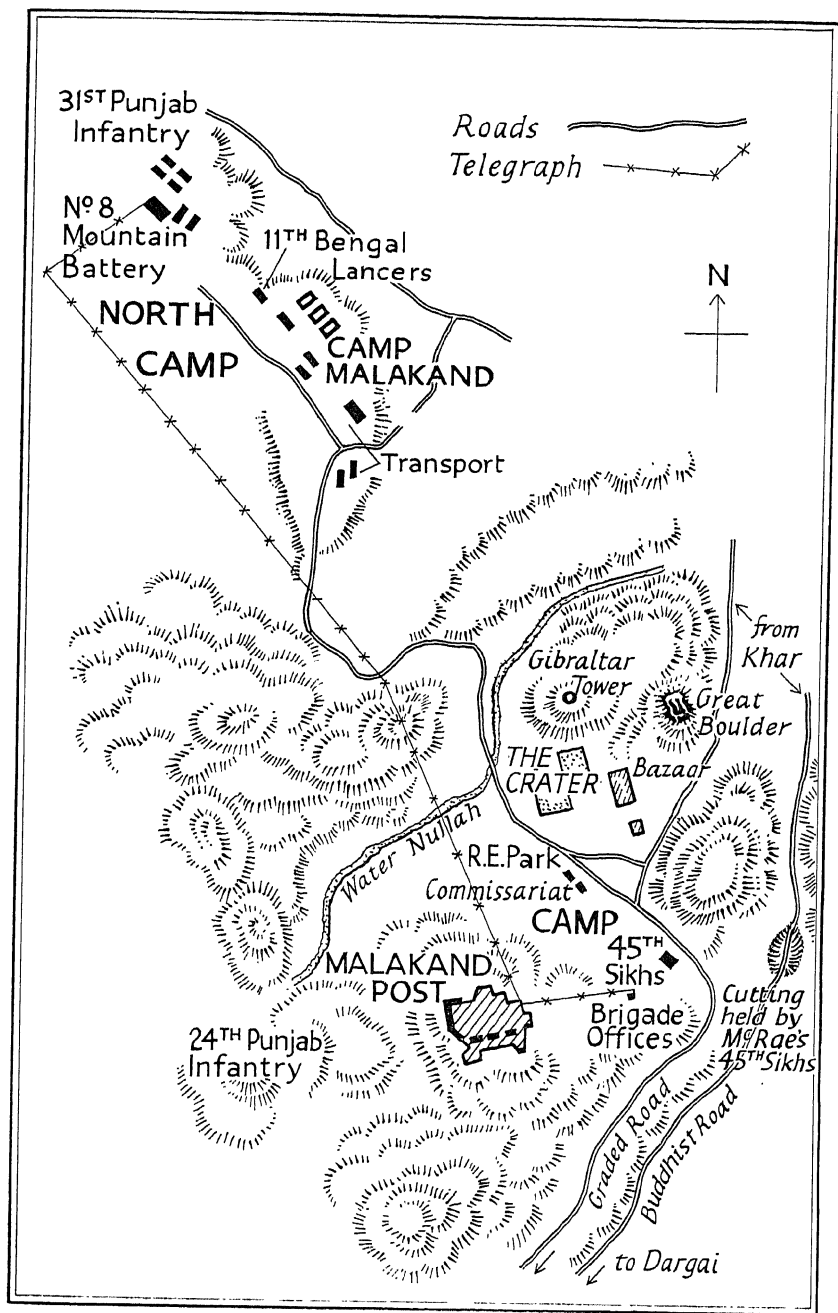 31ST Punjab
Infantry
Roads
Telegraph
Nº 8
Mountain
Battery
11TH Bengal
Lancers
N
NORTH
CAMP
CAMP
MALAKAND
Transport
from
Khar
Gibraltar
Tower
Great
Boulder
THE
CRATER
Bazaar
Water Nullah
R.E.Park
Commissariat
CAMP
45TH
Sikhs
MALAKAND
POST
Brigade
Offices
Cutting
held by
McRae's
45TH Sikhs
24TH Punjab
Infantry
Graded Road
Buddhist Road
to Dargai